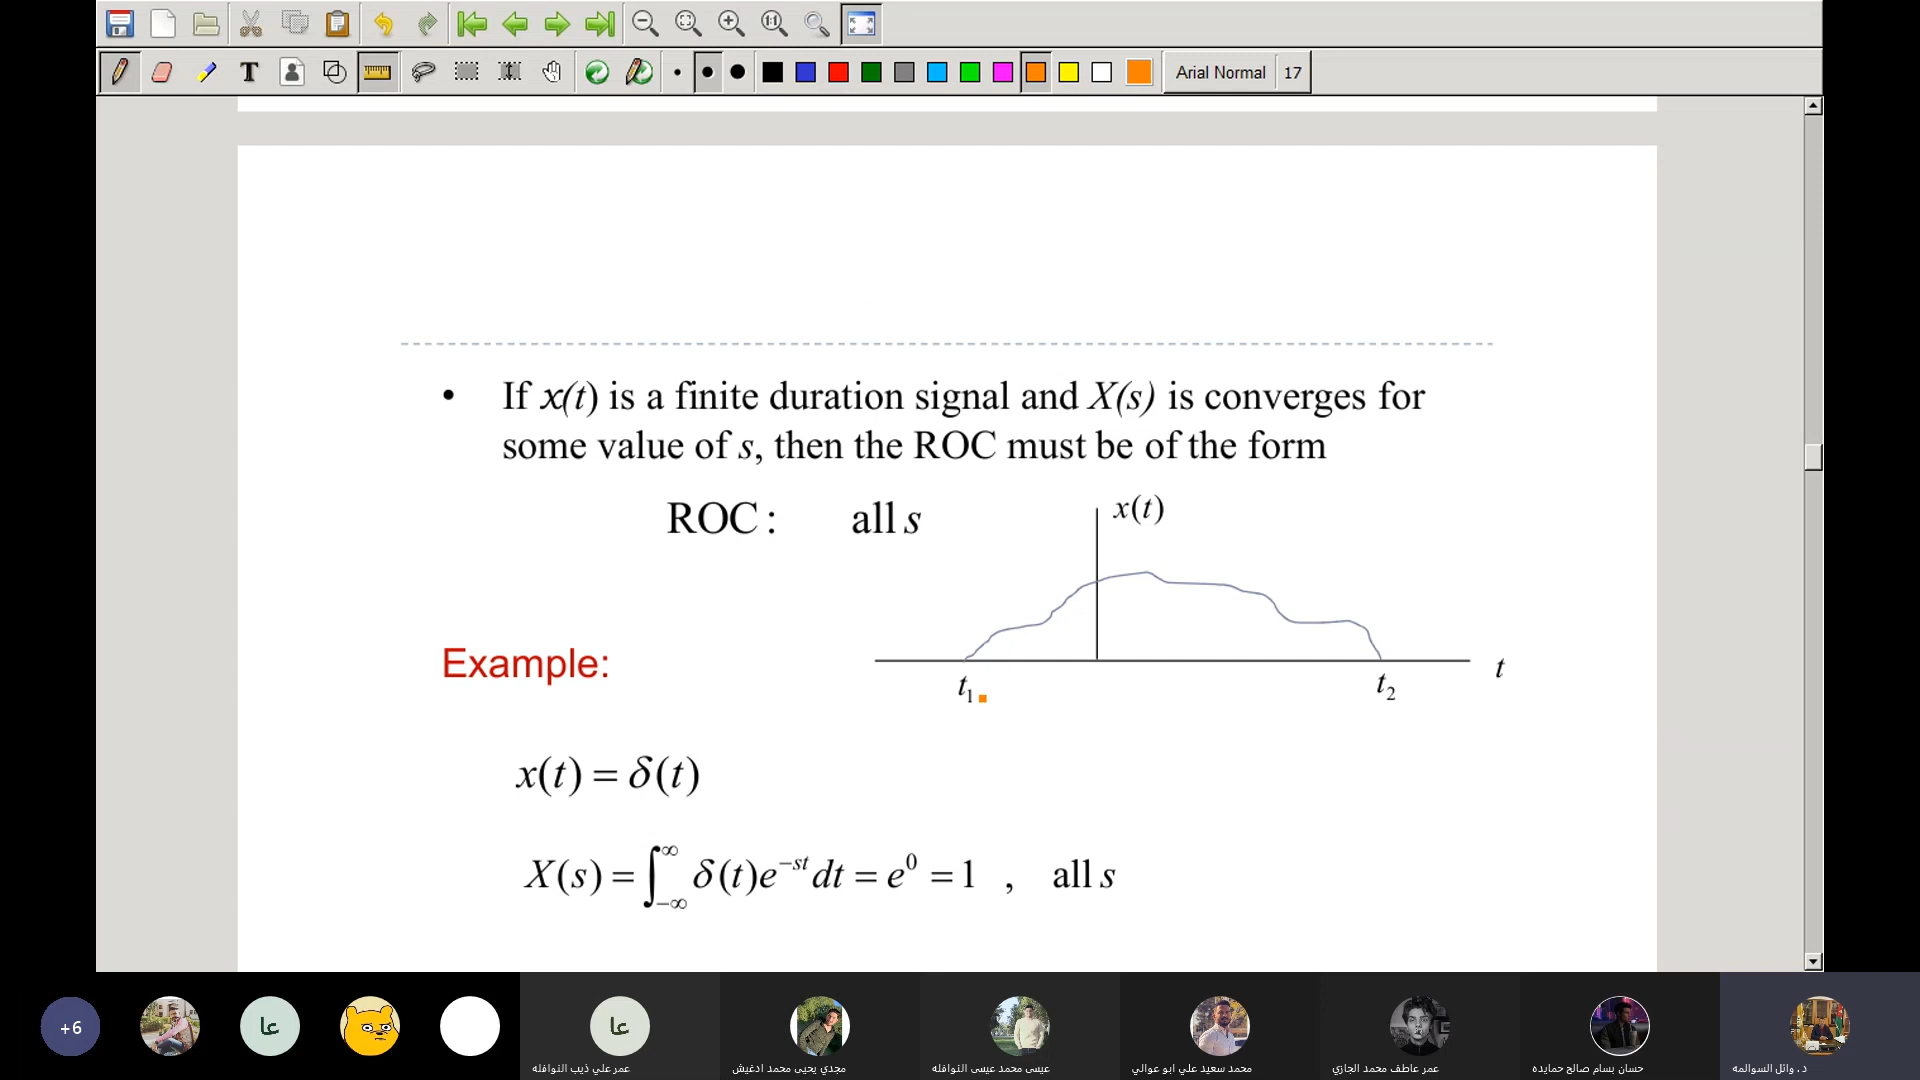 T
Arial Normal 17
• If x(t) is a finite duration signal and X(s) is converges for
some value of s, then the ROC must be of the form
ROC: all s
x(t)
t
t₁
t₂
Example:
x(t) = δ(t)
X(s) = ∫_{-∞}^{∞} δ(t)e^{-st} dt = e⁰ = 1 , all s
+6
عا
عا
عمر علي ذيب النوافله
مجدي يحيى محمد ادغيش
عيسى محمد عيسى النوافله
محمد سعيد علي ابو عوالي
عمر عاطف محمد الجازي
حسان بسام صالح حمايده
د. وائل السوالمه